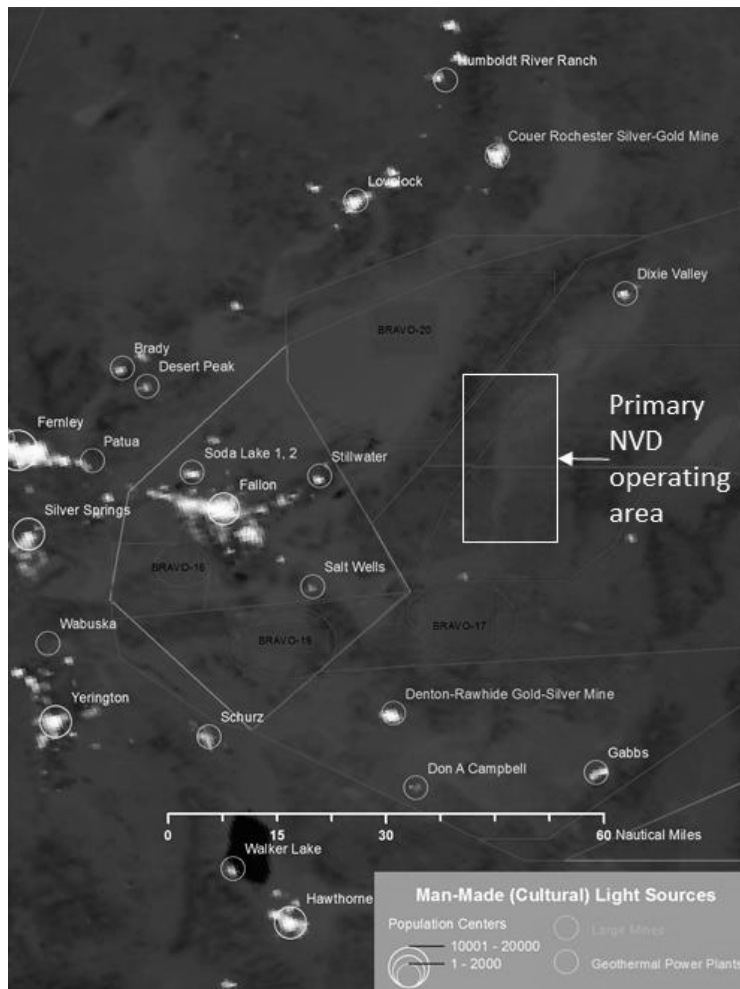 Humboldt River Ranch
Couer Rochester Silver-Gold Mine
Lovelock
Dixie Valley
BRAVO-20
Brady
Desert Peak
Primary
NVD
operating
area
Fernley
Patua
Soda Lake 1, 2
Stillwater
Fallon
Silver Springs
Salt Wells
BRAVO-16
Wabuska
BRAVO-19
BRAVO-17
Yerington
Schurz
Denton-Rawhide Gold-Silver Mine
Gabbs
Don A Campbell
0 15 30 60 Nautical Miles
Walker Lake
Hawthorne
Man-Made (Cultural) Light Sources
Population Centers
10001 - 20000
1 - 2000
Large Mines
Geothermal Power Plants